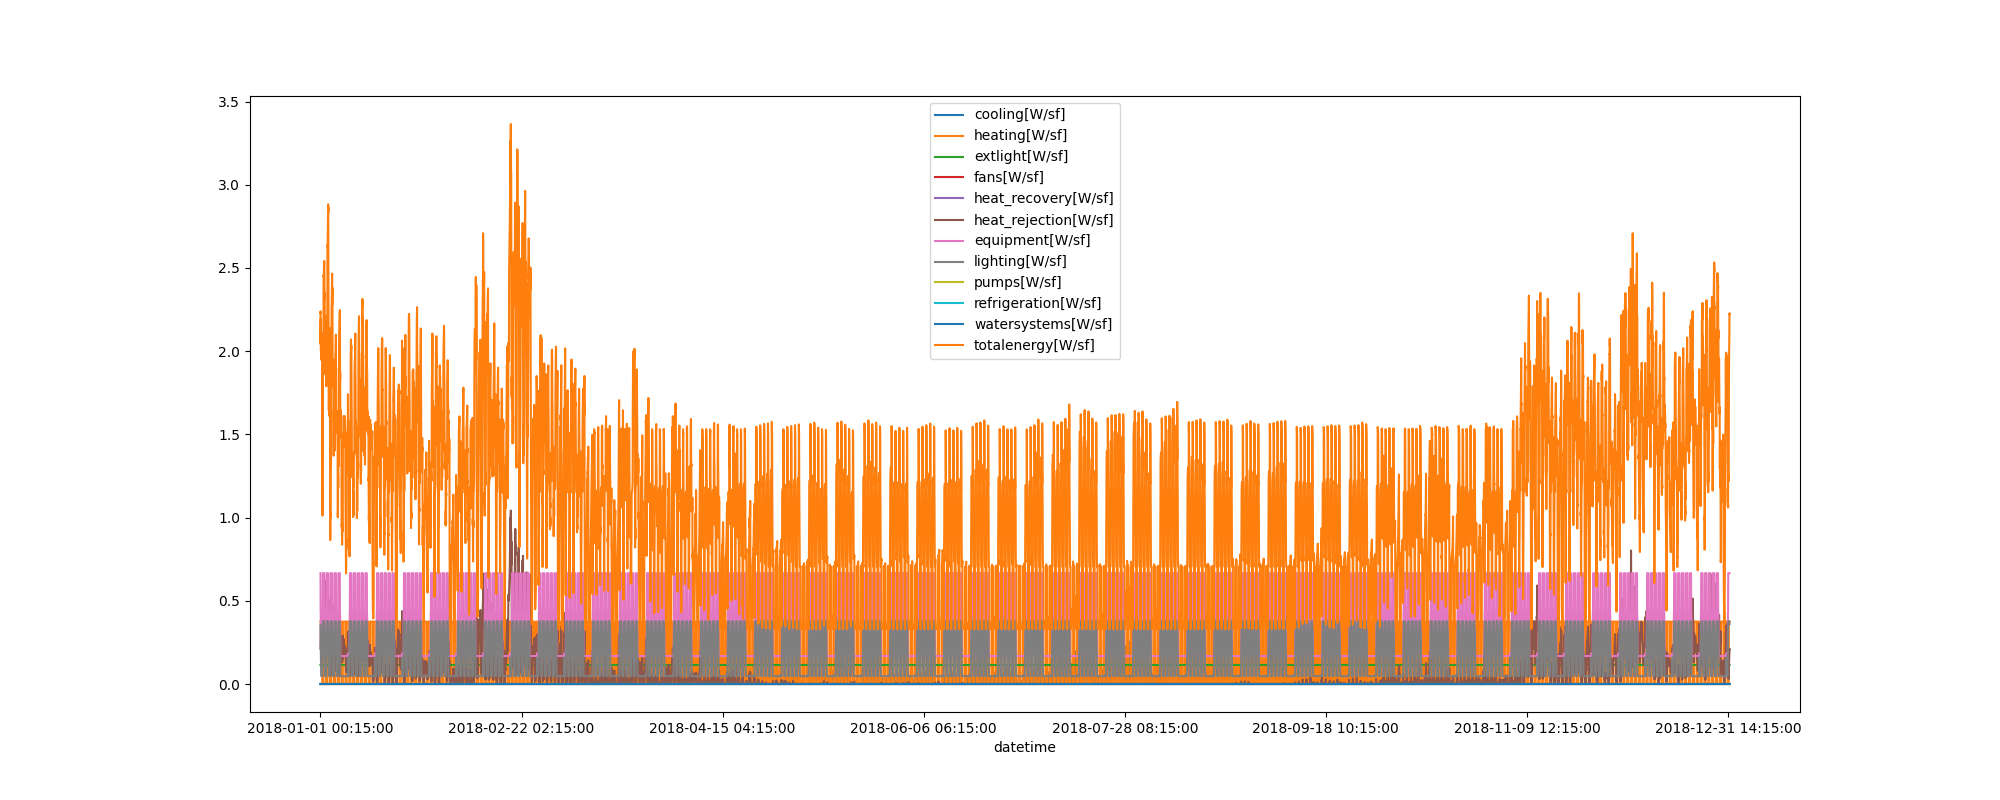 3.5
3.0
2.5
2.0
1.5
1.0
0.5
0.0
cooling[W/sf]
heating[W/sf]
extlight[W/sf]
fans[W/sf]
heat_recovery[W/sf]
heat_rejection[W/sf]
equipment[W/sf]
lighting[W/sf]
pumps[W/sf]
refrigeration[W/sf]
watersystems[W/sf]
totalenergy[W/sf]
2018-01-01 00:15:00 2018-02-22 02:15:00 2018-04-15 04:15:00 2018-06-06 06:15:00 2018-07-28 08:15:00 2018-09-18 10:15:00 2018-11-09 12:15:00 2018-12-31 14:15:00
datetime